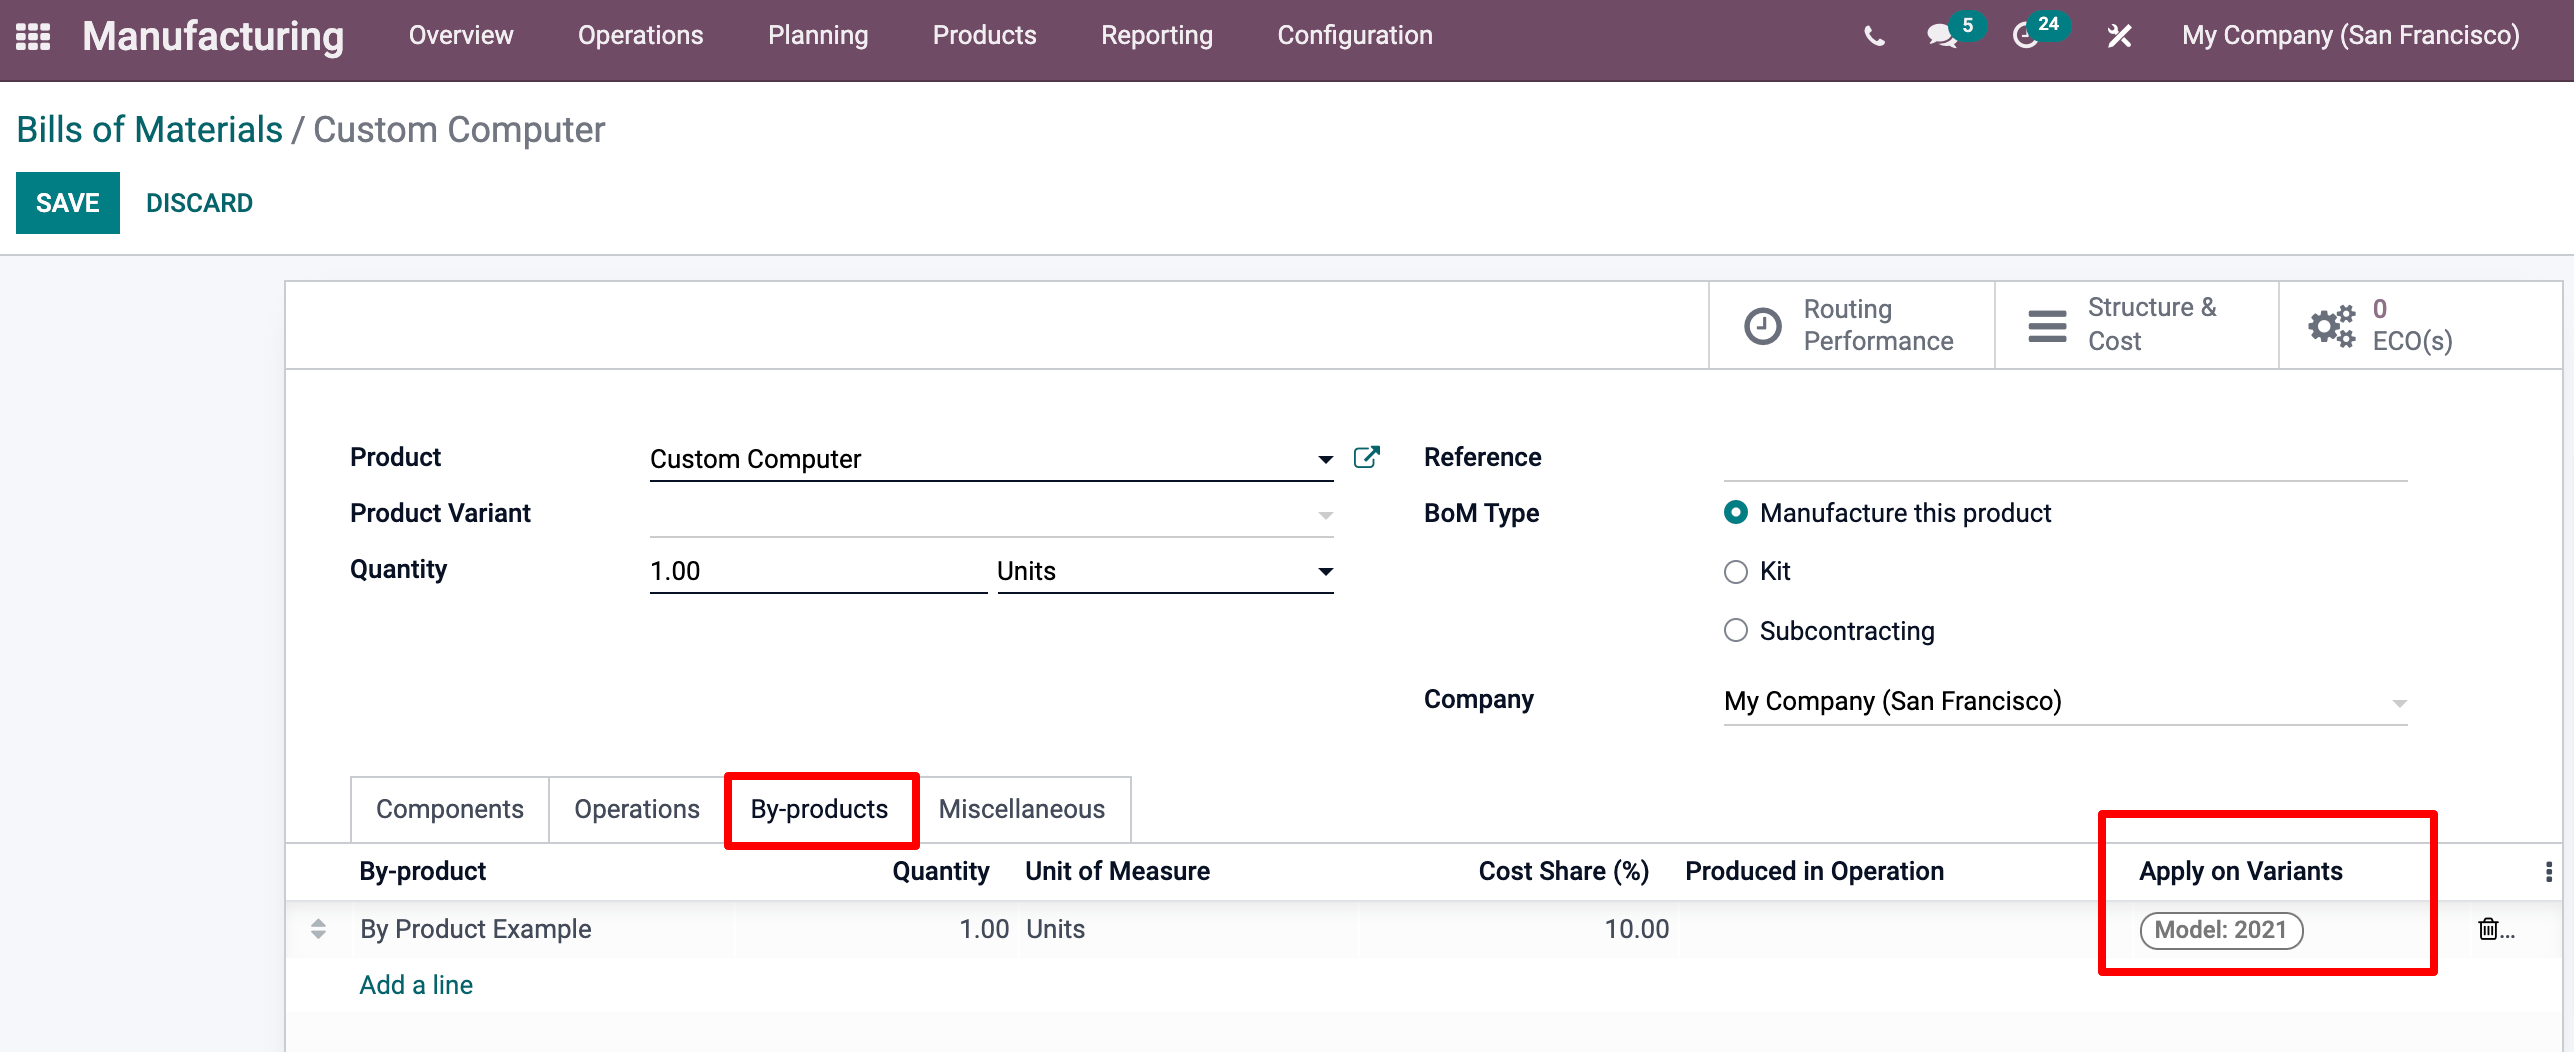 Manufacturing Overview Operations Planning Products Reporting Configuration 5 24 My Company (San Francisco)
Bills of Materials / Custom Computer
SAVE DISCARD
Routing Performance
Structure & Cost
0 ECO(s)
Product Custom Computer
Product Variant
Quantity 1.00 Units
Reference
BoM Type Manufacture this product
Kit
Subcontracting
Company My Company (San Francisco)
Components Operations By-products Miscellaneous
By-product Quantity Unit of Measure Cost Share (%) Produced in Operation Apply on Variants
By Product Example 1.00 Units 10.00 Model: 2021 ...
Add a line